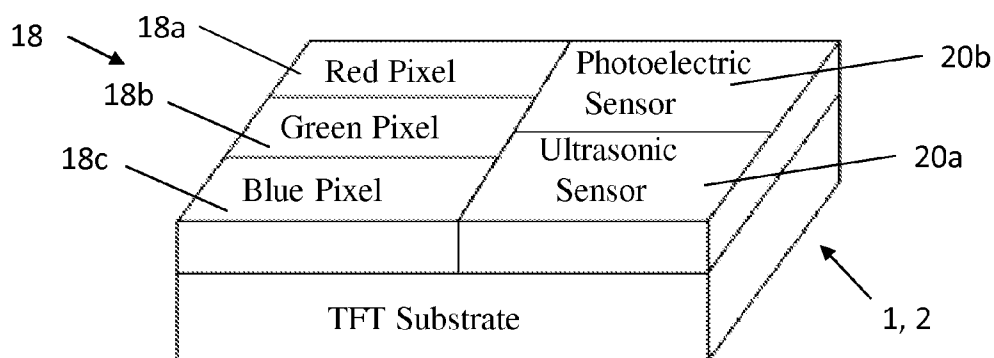 18
18a
Red Pixel
Photoelectric
Sensor
20b
18b
Green Pixel
Ultrasonic
Sensor
20a
18c
Blue Pixel
TFT Substrate
1, 2